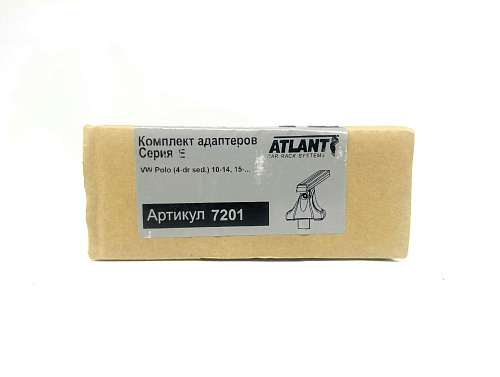 Комплект адаптеров
Серия E
VW Polo (4-dr sed.) 10-14, 15-...
Артикул 7201
ATLANT
CAR RACK SYSTEMS